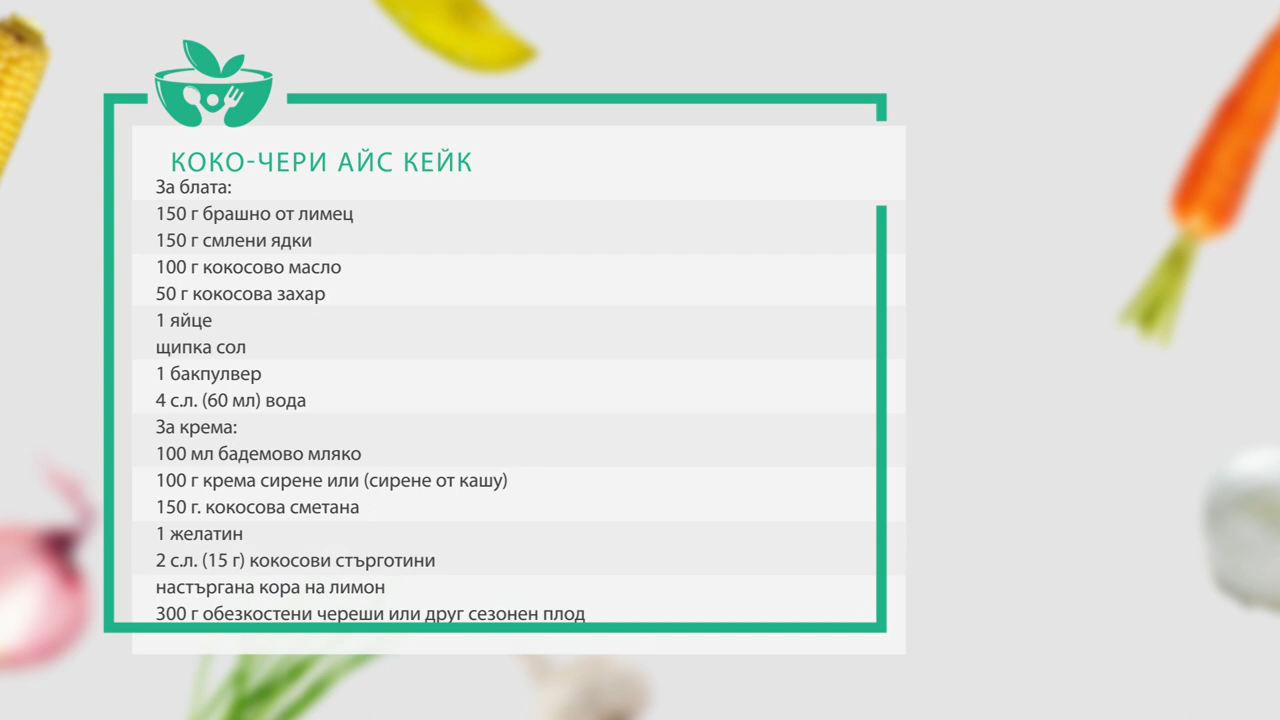 КОКО-ЧЕРИ АЙС КЕЙК
За блата:
150 г брашно от лимец
150 г смлени ядки
100 г кокосово масло
50 г кокосова захар
1 яйце
щипка сол
1 бакпулвер
4 с.л. (60 мл) вода
За крема:
100 мл бадемово мляко
100 г крема сирене или (сирене от кашу)
150 г. кокосова сметана
1 желатин
2 с.л. (15 г) кокосови стърготини
настъргана кора на лимон
300 г обезкостени череши или друг сезонен плод